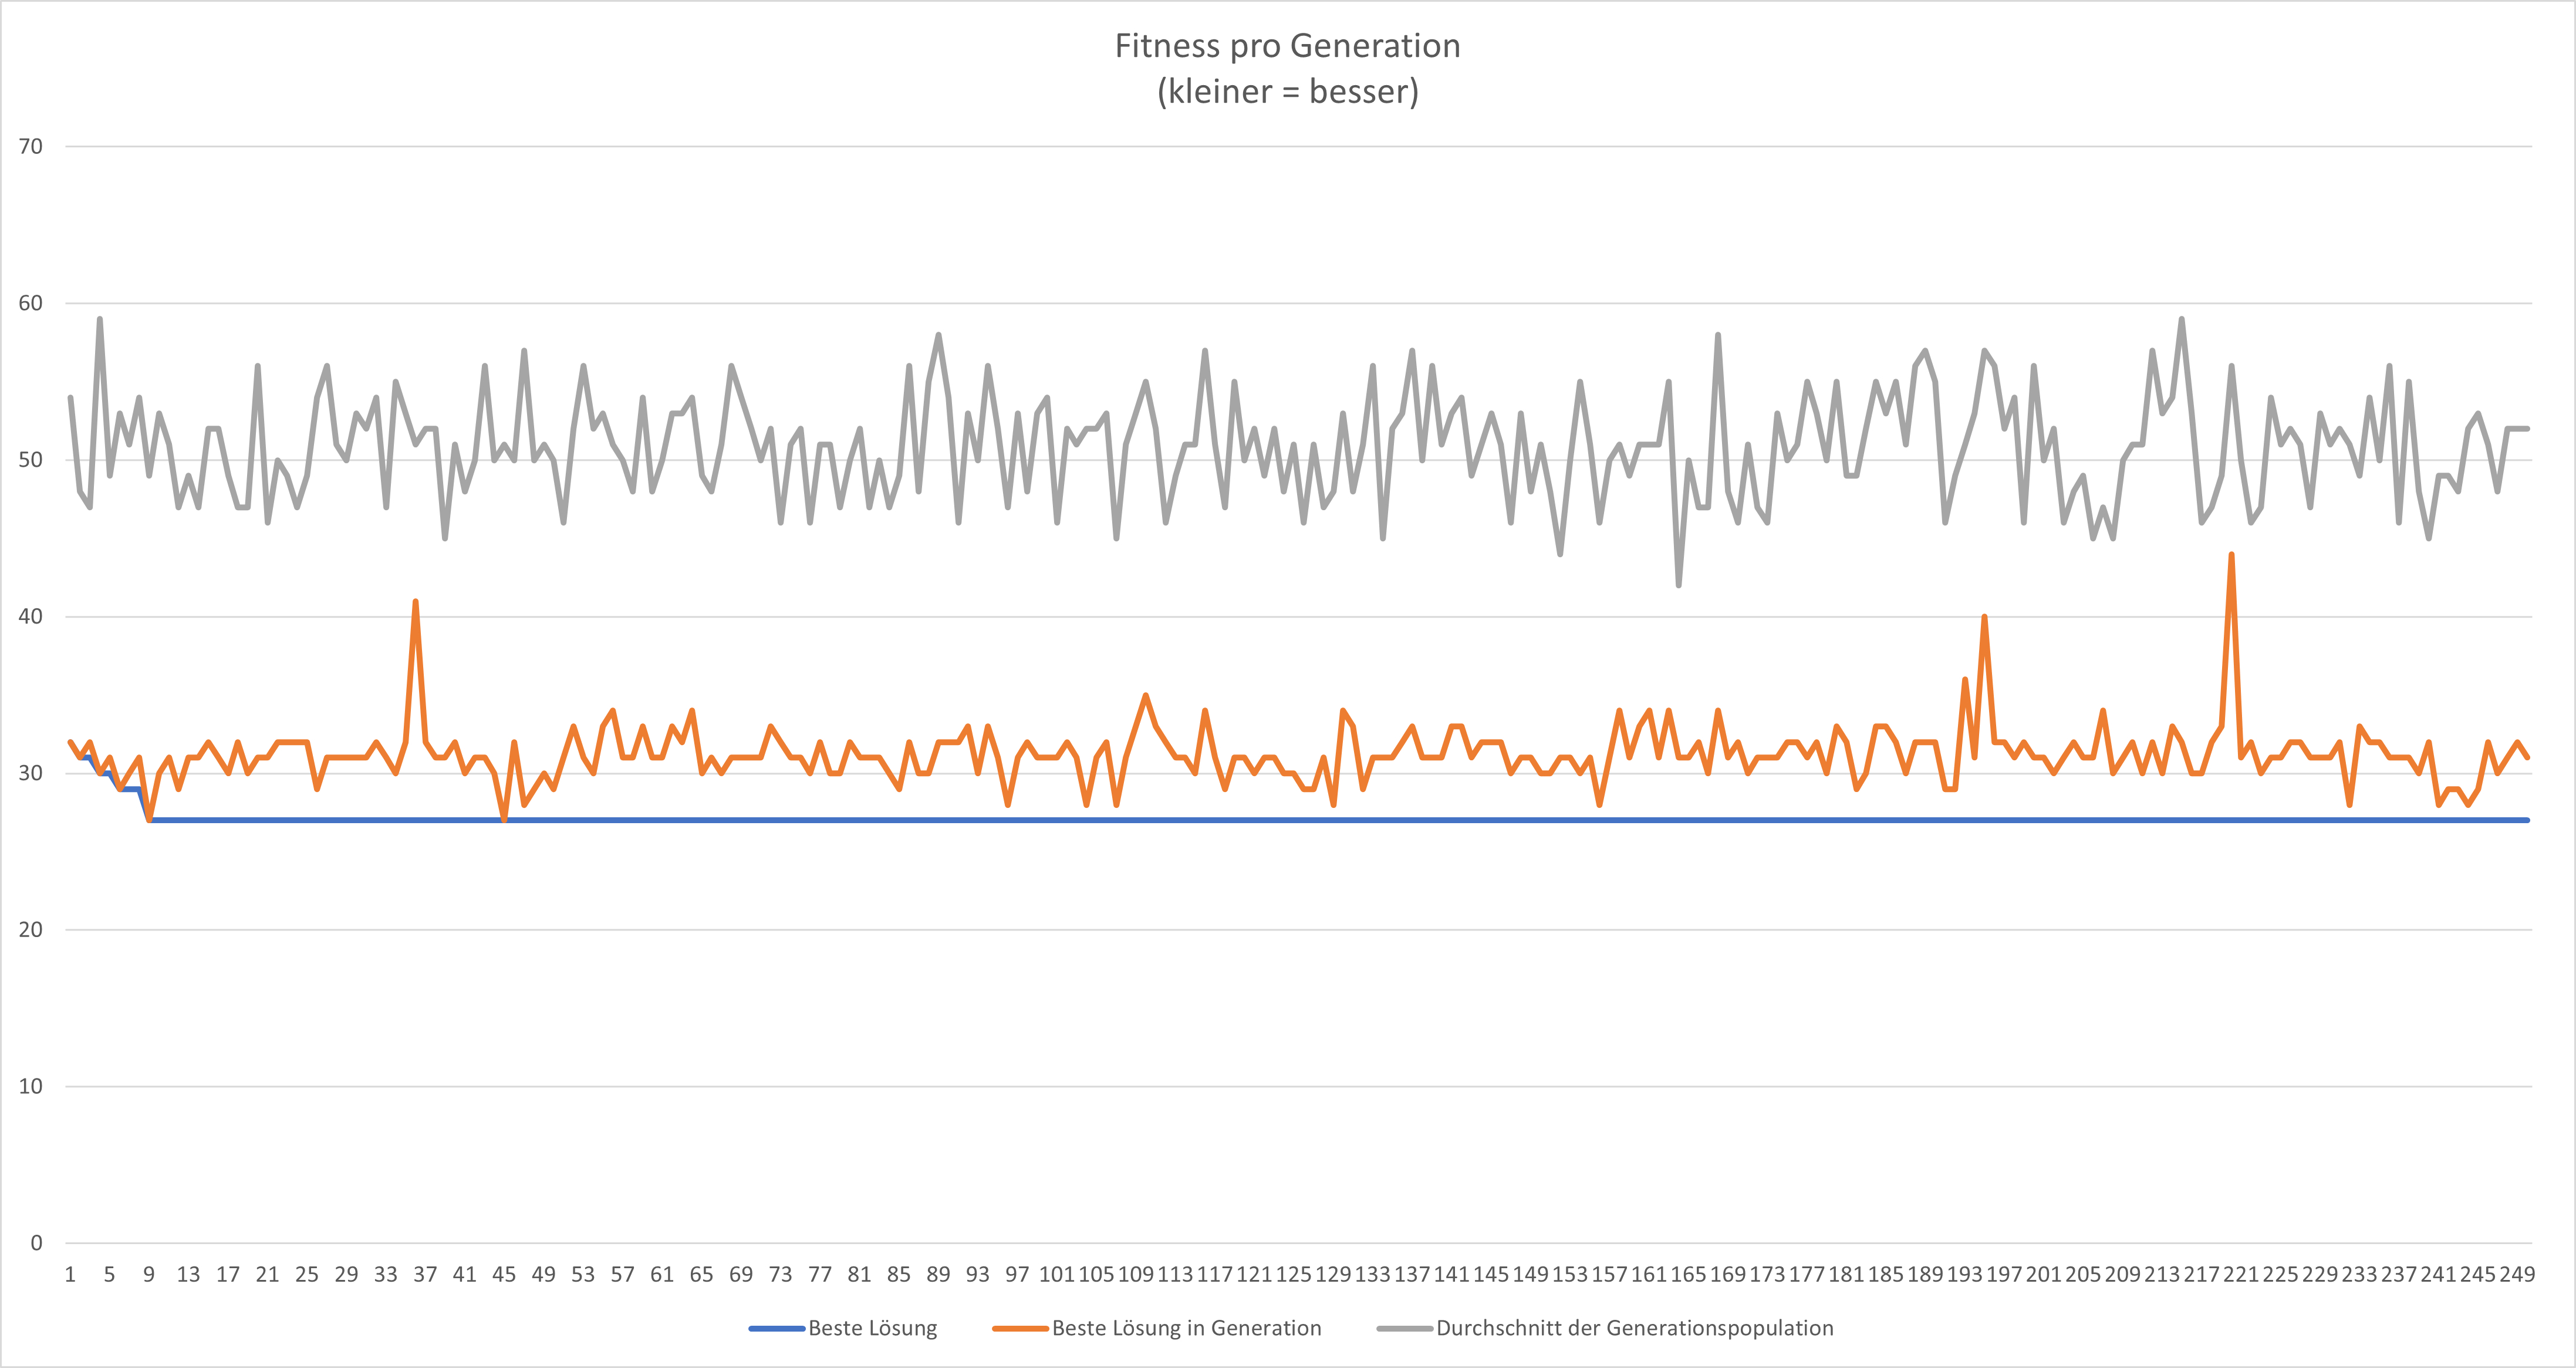 Fitness pro Generation
(kleiner = besser)
70
60
50
40
30
20
10
0
1 5 9 13 17 21 25 29 33 37 41 45 49 53 57 61 65 69 73 77 81 85 89 93 97 101 105 109 113 117 121 125 129 133 137 141 145 149 153 157 161 165 169 173 177 181 185 189 193 197 201 205 209 213 217 221 225 229 233 237 241 245 249
Beste Lösung Beste Lösung in Generation Durchschnitt der Generationspopulation